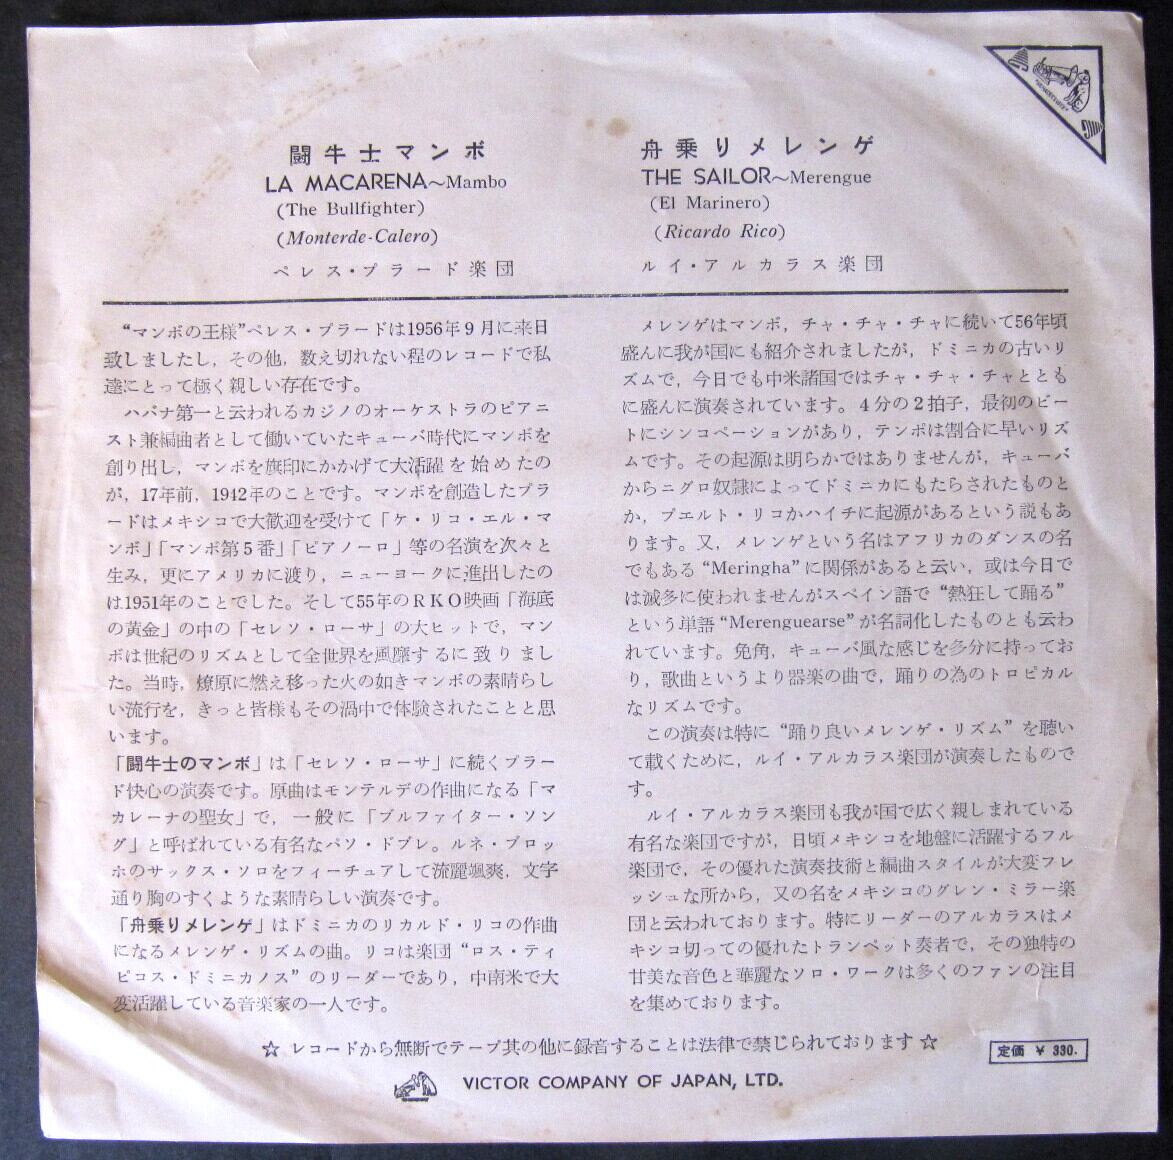 闘牛士マンボ
LA MACARENA～Mambo
(The Bullfighter)
(Monterde-Calero)
ペレス・プラード楽団
舟乗りメレンゲ
THE SAILOR～Merengue
(El Marinero)
(Ricardo Rico)
ルイ・アルカラス楽団
“マンボの王様”ペレス・プラードは1956年9月に来日
致しましたし，その他，数え切れない程のレコードで私
達にとって極く親しい存在です。
ハバナ第一と云われるカジノのオーケストラのピアニ
スト兼編曲者として働いていたキューバ時代にマンボを
創り出し，マンボを旗印にかかげて大活躍を始めたの
が，17年前，1942年のことです。マンボを創造したプラ
ードはメキシコで大歓迎を受けて「ケ・リコ・エル・マ
ンボ」「マンボ第5番」「ピアノーロ」等の名演を次々と
生み，更にアメリカに渡り，ニューヨークに進出したの
は1951年のことでした。そして55年のRKO映画「海底
の黄金」の中の「セレソ・ローサ」の大ヒットで，マン
ボは世紀のリズムとして全世界を風靡するに致りまし
た。当時，燎原に燃え移った火の如きマンボの素晴らし
い流行を，きっと皆様もその渦中で体験されたことと思
います。
「闘牛士のマンボ」は「セレソ・ローサ」に続くプラー
ド快心の演奏です。原曲はモンテルデの作曲になる「マ
カレーナの聖女」で，一般に「ブルファイター・ソン
グ」と呼ばれている有名なパソ・ドブレ。ルネ・ブロッ
ホのサックス・ソロをフィーチュアして流麗颯爽，文字
通り胸のすくような素晴らしい演奏です。
「舟乗りメレンゲ」はドミニカのリカルド・リコの作曲
になるメレンゲ・リズムの曲。リコは楽団“ロス・ティ
ピコス・ドミニカノス”のリーダーであり，中南米で大
変活躍している音楽家の一人です。
メレンゲはマンボ，チャ・チャ・チャに続いて56年頃
盛んに我が国にも紹介されましたが，ドミニカの古いリ
ズムで，今日でも中米諸国ではチャ・チャ・チャととも
に盛んに演奏されています。4分の2拍子，最初のビー
トにシンコペーションがあり，テンポは割合に早いリズ
ムです。その起源は明らかではありませんが，キューバ
からニグロ奴隷によってドミニカにもたらされたものと
か，プエルト・リコかハイチに起源があるという説もあ
ります。又，メレンゲという名はアフリカのダンスの名
でもある“Meringha”に関係があると云い，或は今日で
は滅多に使われませんがスペイン語で“熱狂して踊る”
という単語“Merenguearse”が名詞化したものとも云わ
れています。兎角，キューバ風な感じを多分に持ってお
り，歌曲というより器楽の曲で，踊りの為のトロピカル
なリズムです。
この演奏は特に“踊り良いメレンゲ・リズム”を聴い
て載くために，ルイ・アルカラス楽団が演奏したもので
す。
ルイ・アルカラス楽団も我が国で広く親しまれている
有名な楽団ですが，日頃メキシコを地盤に活躍するフル
楽団で，その優れた演奏技術と編曲スタイルが大変フレ
ッシュな所から，又の名をメキシコのグレン・ミラー楽
団と云われております。特にリーダーのアルカラスはメ
キシコ切っての優れたトランペット奏者で，その独特の
甘美な音色と華麗なソロ・ワークは多くのファンの注目
を集めております。
☆ レコードから無断でテープ其の他に録音することは法律で禁じられております ☆
定価 ￥ 330.
VICTOR COMPANY OF JAPAN, LTD.